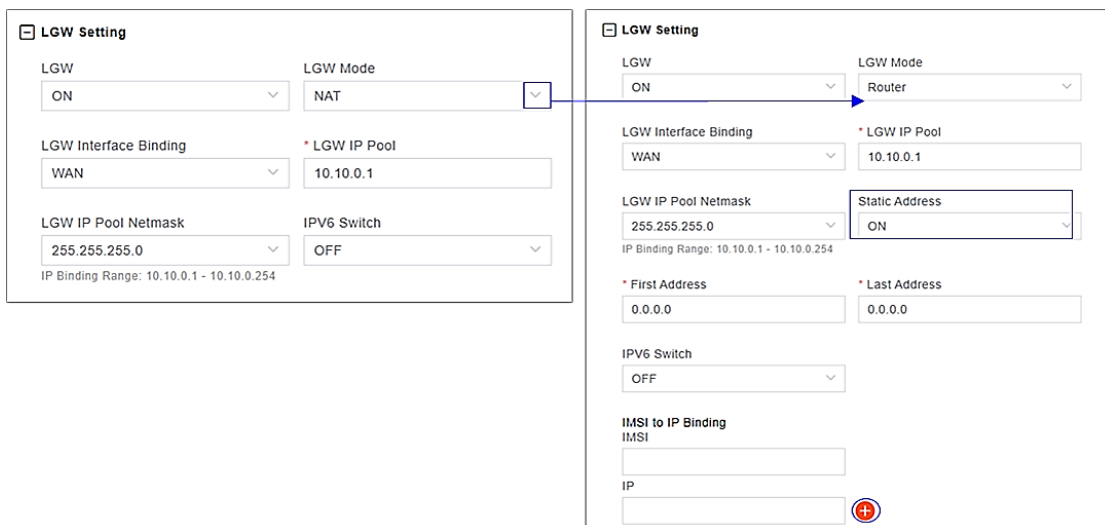 LGW Setting
LGW LGW Mode
ON NAT
LGW Interface Binding * LGW IP Pool
WAN 10.10.0.1
LGW IP Pool Netmask IPV6 Switch
255.255.255.0 OFF
IP Binding Range: 10.10.0.1 - 10.10.0.254
LGW Setting
LGW LGW Mode
ON Router
LGW Interface Binding * LGW IP Pool
WAN 10.10.0.1
LGW IP Pool Netmask Static Address
255.255.255.0 ON
IP Binding Range: 10.10.0.1 - 10.10.0.254
* First Address * Last Address
0.0.0.0 0.0.0.0
IPV6 Switch
OFF
IMSI to IP Binding
IMSI
IP